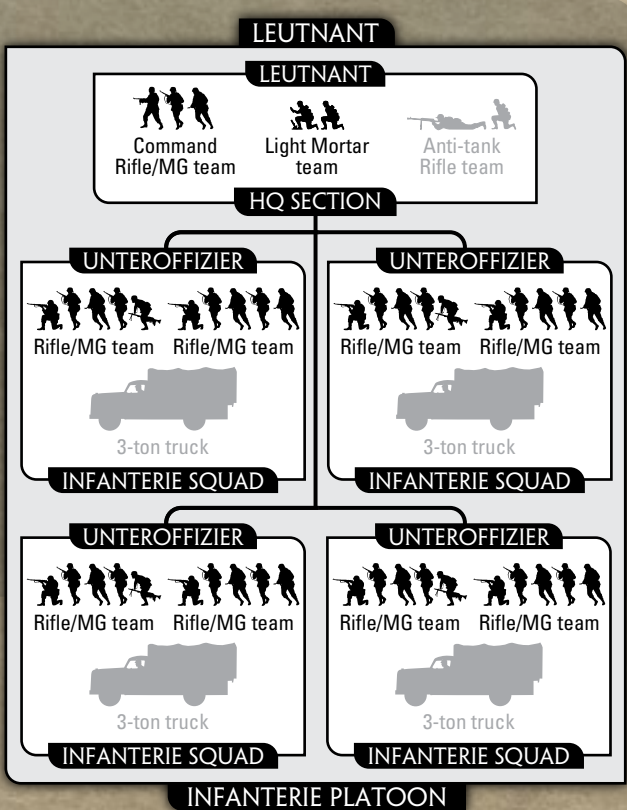 LEUTNANT
LEUTNANT
Command
Rifle/MG team
Light Mortar
team
Anti-tank
Rifle team
HQ SECTION
UNTEROFFIZIER
Rifle/MG team Rifle/MG team
3-ton truck
INFANTERIE SQUAD
UNTEROFFIZIER
Rifle/MG team Rifle/MG team
3-ton truck
INFANTERIE SQUAD
UNTEROFFIZIER
Rifle/MG team Rifle/MG team
3-ton truck
INFANTERIE SQUAD
UNTEROFFIZIER
Rifle/MG team Rifle/MG team
3-ton truck
INFANTERIE SQUAD
INFANTERIE PLATOON